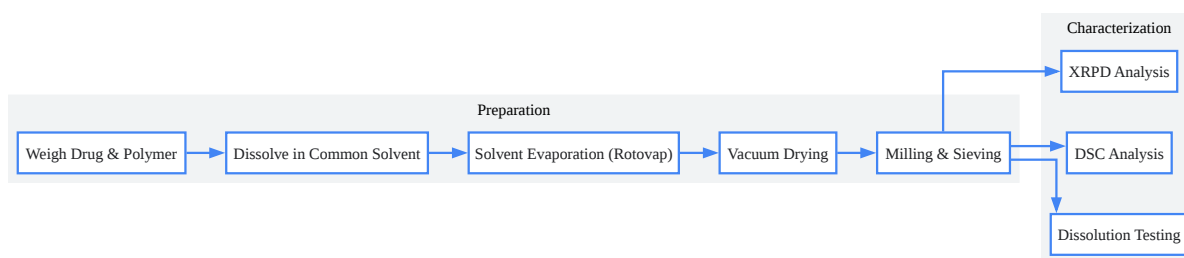 Characterization
XRPD Analysis
Preparation
Weigh Drug & Polymer
Dissolve in Common Solvent
Solvent Evaporation (Rotovap)
Vacuum Drying
Milling & Sieving
DSC Analysis
Dissolution Testing